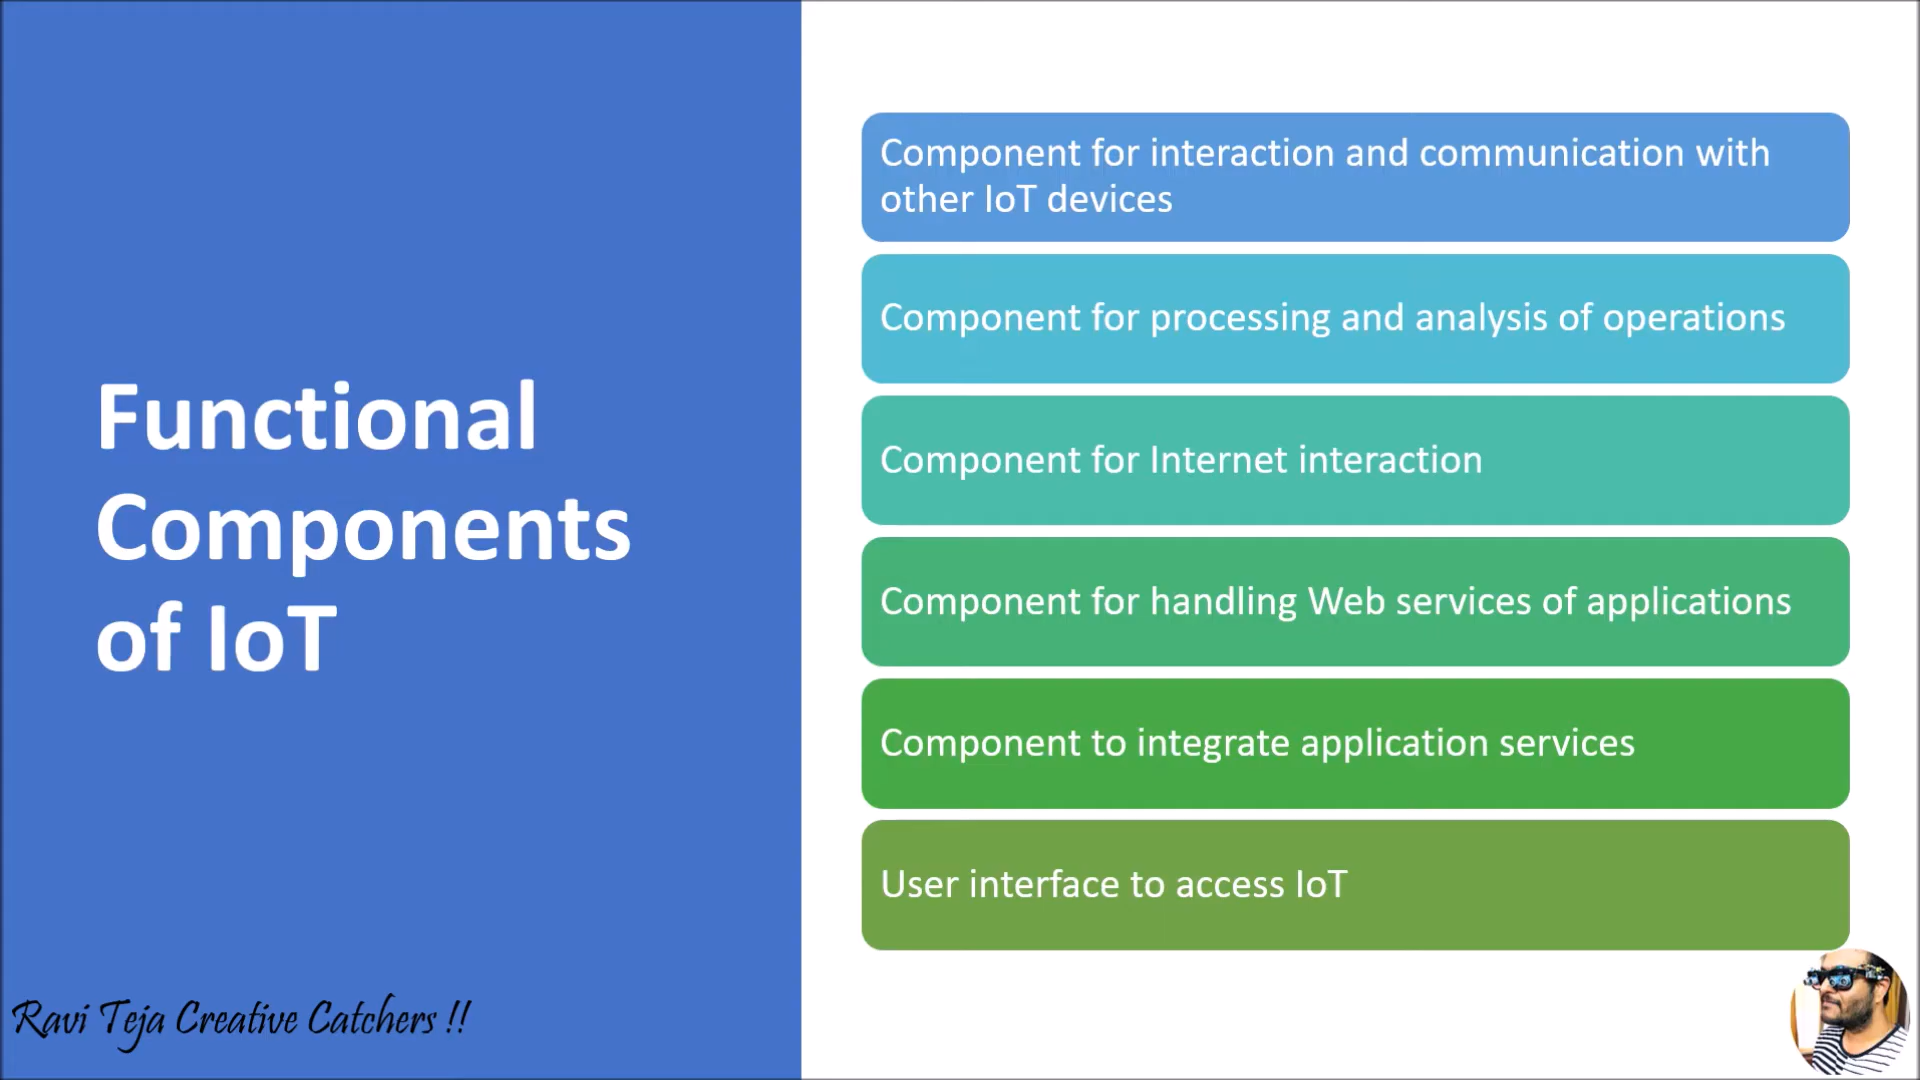 Functional
Components
of IoT
Component for interaction and communication with
other IoT devices
Component for processing and analysis of operations
Component for Internet interaction
Component for handling Web services of applications
Component to integrate application services
User interface to access IoT
Ravi Teja Creative Catchers !!